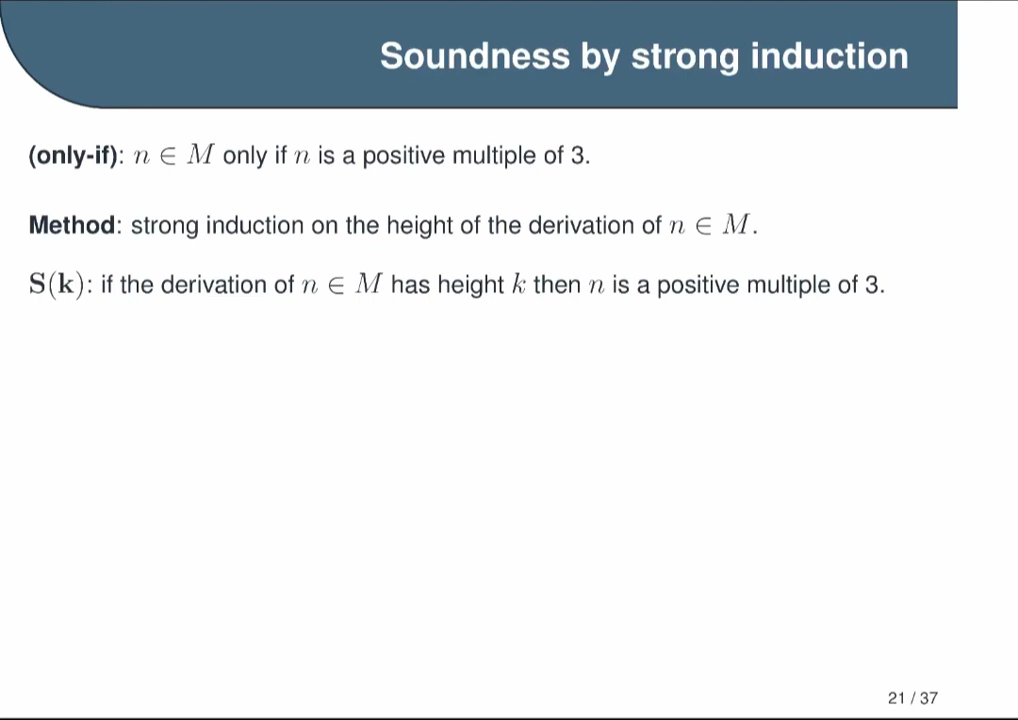 Soundness by strong induction
(only-if): n ∈ M only if n is a positive multiple of 3.
Method: strong induction on the height of the derivation of n ∈ M.
S(k): if the derivation of n ∈ M has height k then n is a positive multiple of 3.
21 / 37